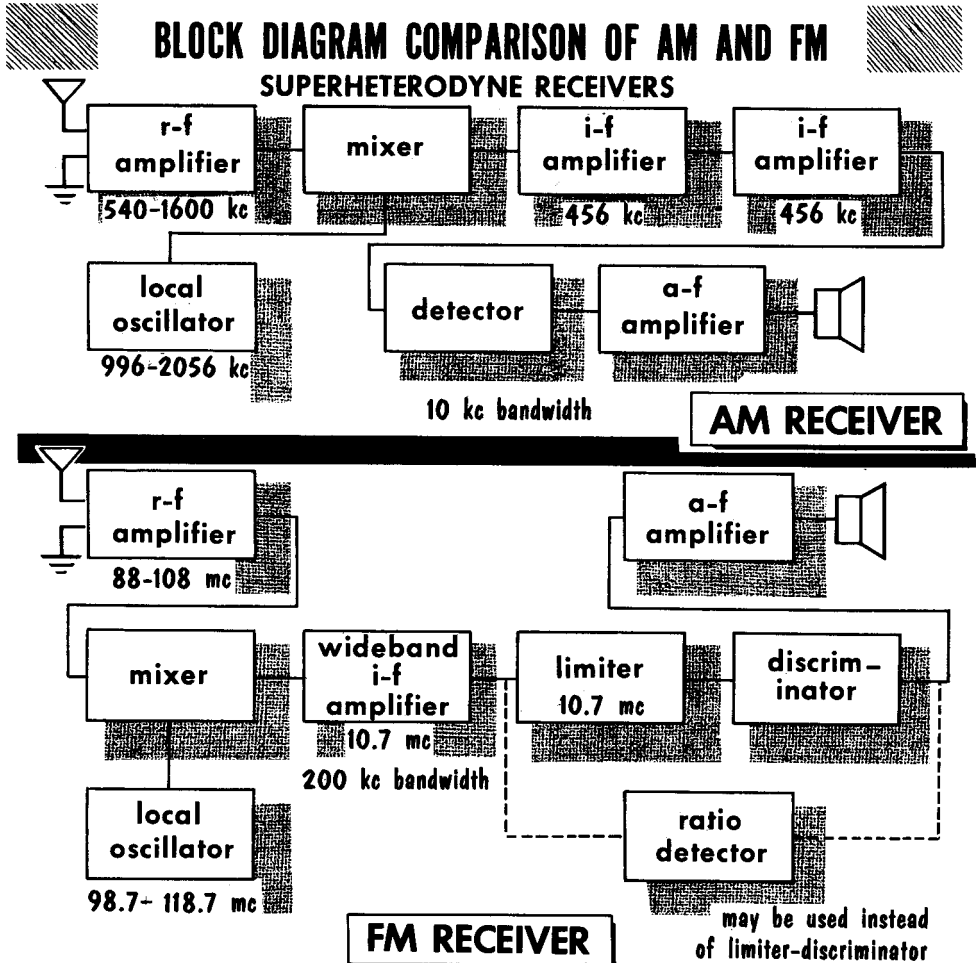 BLOCK DIAGRAM COMPARISON OF AM AND FM
SUPERHETERODYNE RECEIVERS
r-f
amplifier
540-1600 kc
mixer
i-f
amplifier
456 kc
i-f
amplifier
456 kc
local
oscillator
996-2056 kc
detector
a-f
amplifier
10 kc bandwidth
AM RECEIVER
r-f
amplifier
88-108 mc
a-f
amplifier
mixer
wideband
i-f
amplifier
10.7 mc
200 kc bandwidth
limiter
10.7 mc
discrim-
inator
local
oscillator
98.7-118.7 mc
ratio
detector
may be used instead
of limiter-discriminator
FM RECEIVER